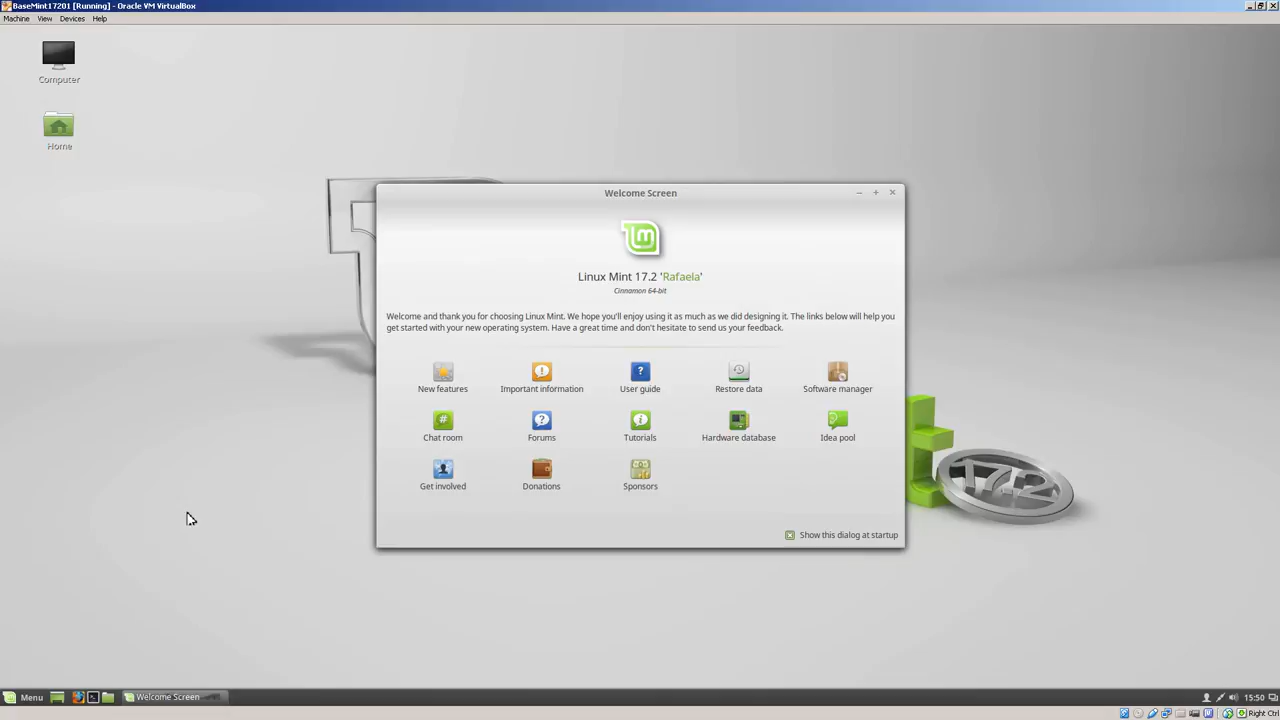 BaseMint17201 [Running] - Oracle VM VirtualBox
Machine View Devices Help
Computer
Home
Welcome Screen
Linux Mint 17.2 'Rafaela'
Cinnamon 64-bit
Welcome and thank you for choosing Linux Mint. We hope you'll enjoy using it as much as we did designing it. The links below will help you
get started with your new operating system. Have a great time and don't hesitate to send us your feedback.
New features Important information User guide Restore data Software manager
Chat room Forums Tutorials Hardware database Idea pool
Get involved Donations Sponsors
17.2
Show this dialog at startup
Menu Welcome Screen 15:50
Right Ctrl